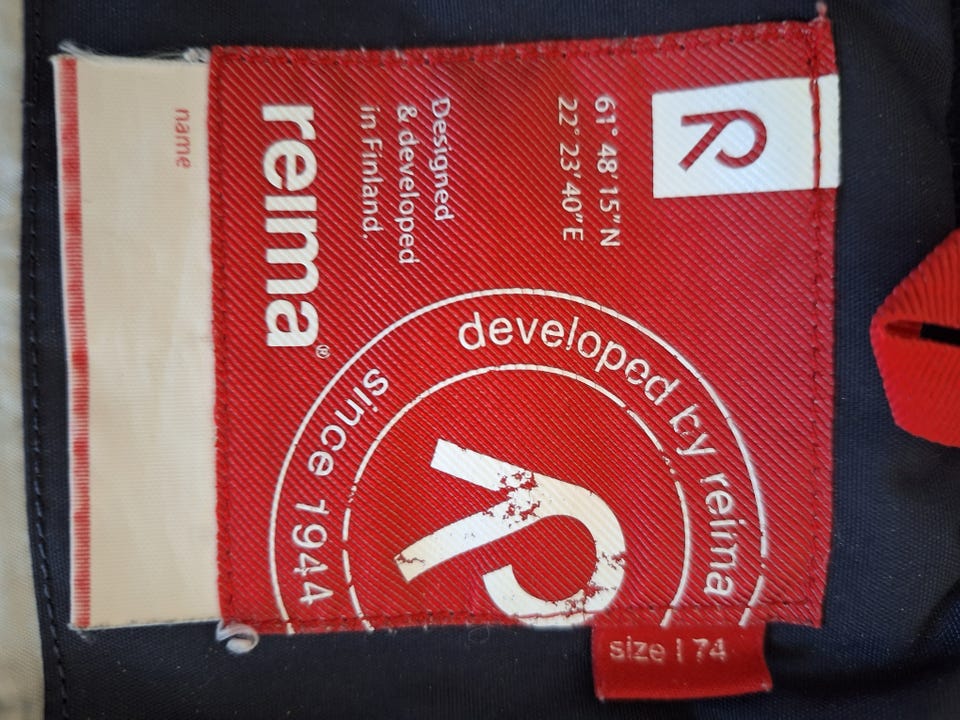 R
61° 48' 15"N
22° 23' 40"E
Designed
& developed
in Finland.
reima®
developed by reima
since 1944
R
size | 74
name